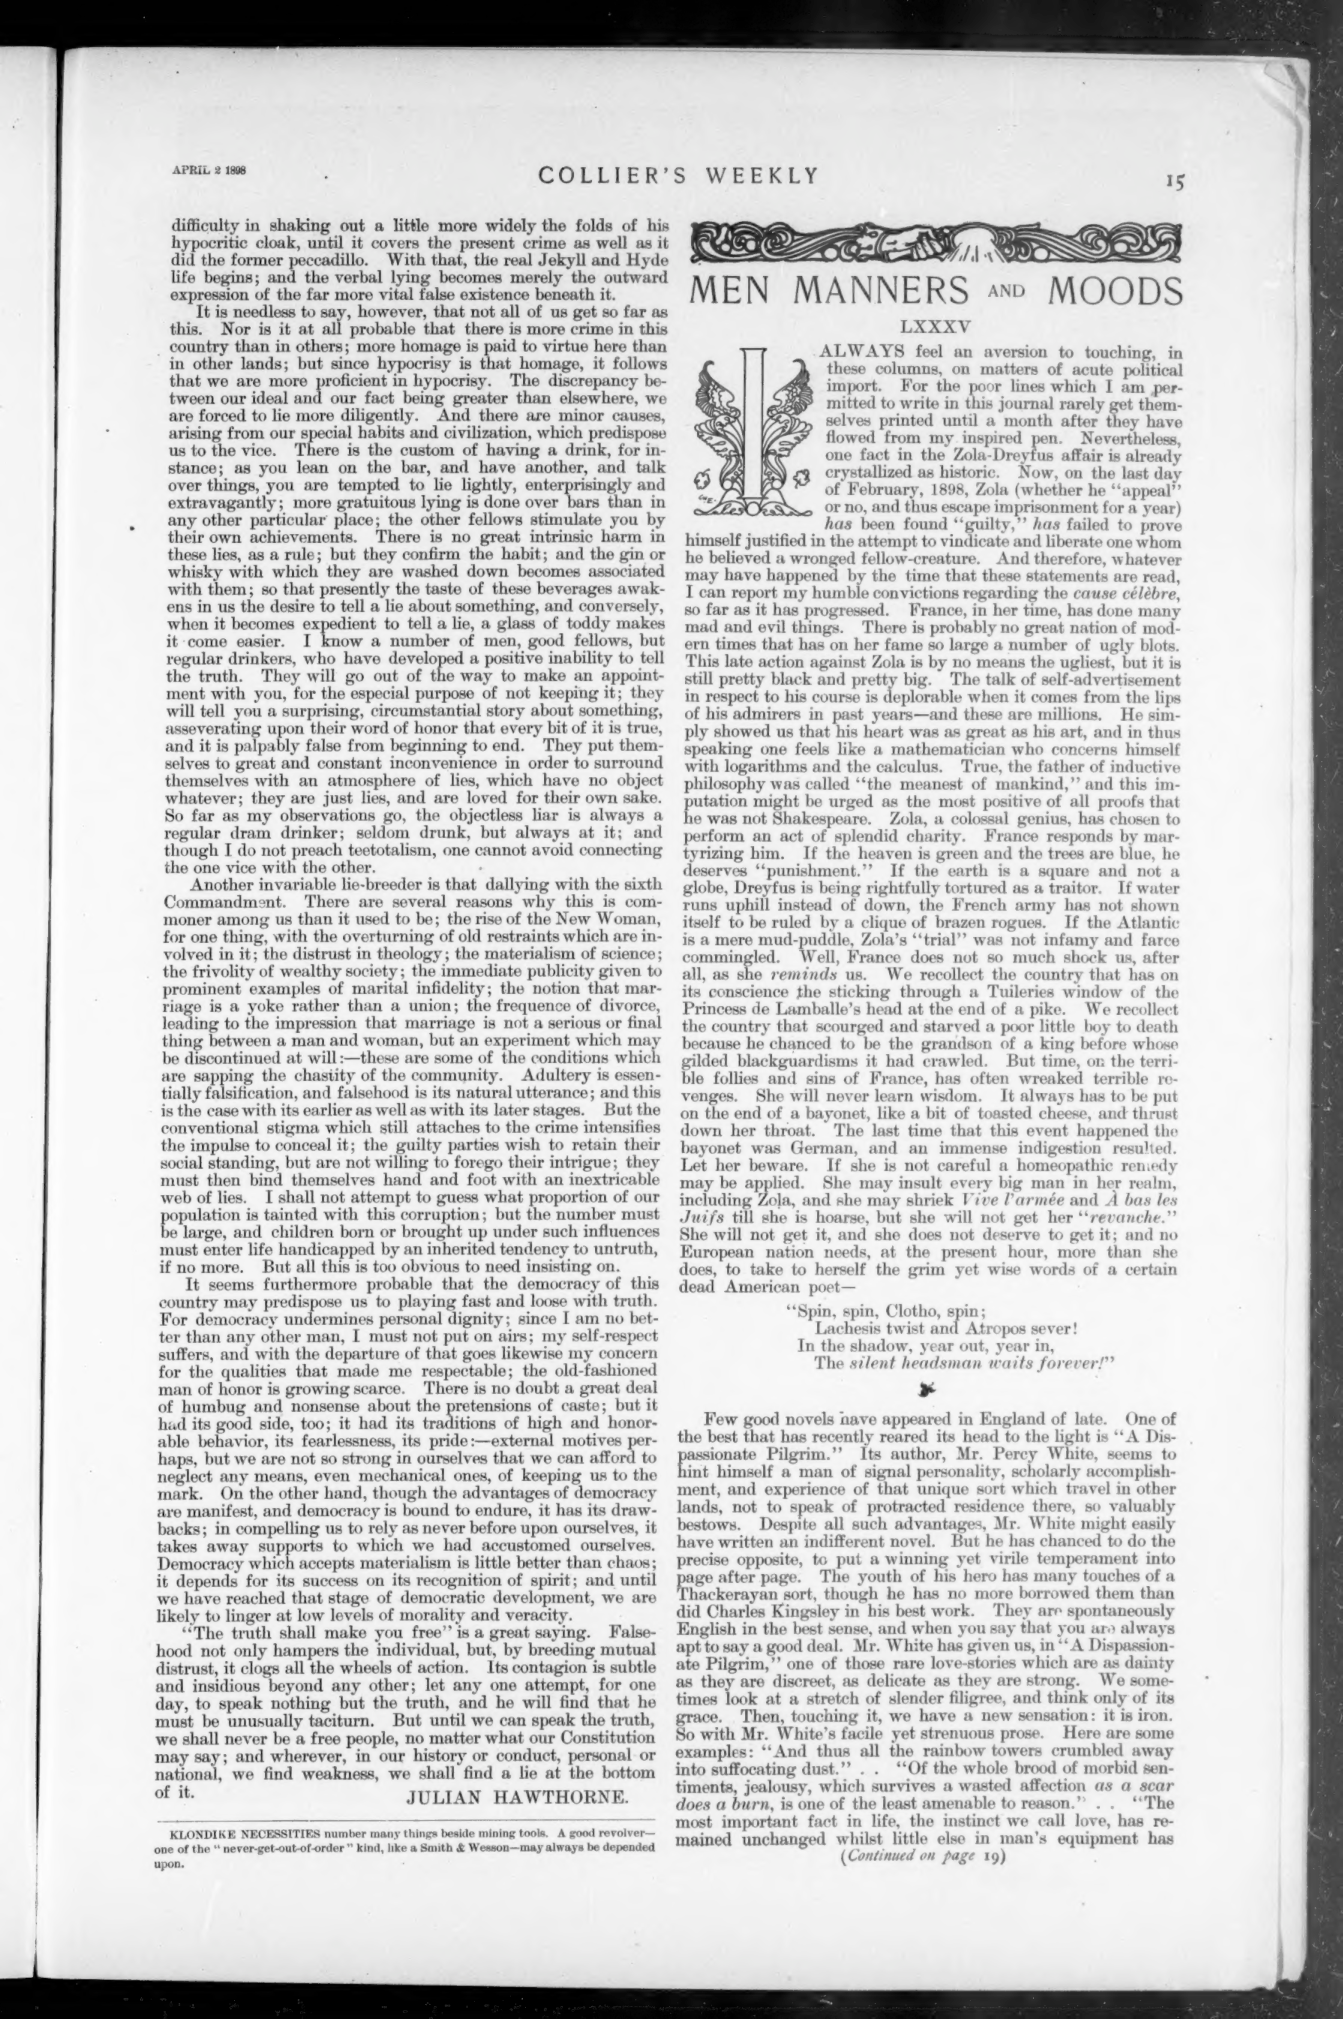 APRIL 2 1898
COLLIER'S WEEKLY
15
difficulty in shaking out a little more widely the folds of his
hypocritic cloak, until it covers the present crime as well as it
did the former peccadillo. With that, the real Jekyll and Hyde
life begins; and the verbal lying becomes merely the outward
expression of the far more vital false existence beneath it.
It is needless to say, however, that not all of us get so far as
this. Nor is it at all probable that there is more crime in this
country than in others; more homage is paid to virtue here than
in other lands; but since hypocrisy is that homage, it follows
that we are more proficient in hypocrisy. The discrepancy be-
tween our ideal and our fact being greater than elsewhere, we
are forced to lie more diligently. And there are minor causes,
arising from our special habits and civilization, which predispose
us to the vice. There is the custom of having a drink, for in-
stance; as you lean on the bar, and have another, and talk
over things, you are tempted to lie lightly, enterprisingly and
extravagantly; more gratuitous lying is done over bars than in
any other particular place; the other fellows stimulate you by
their own achievements. There is no great intrinsic harm in
these lies, as a rule; but they confirm the habit; and the gin or
whisky with which they are washed down becomes associated
with them; so that presently the taste of these beverages awak-
ens in us the desire to tell a lie about something, and conversely,
when it becomes expedient to tell a lie, a glass of toddy makes
it come easier. I know a number of men, good fellows, but
regular drinkers, who have developed a positive inability to tell
the truth. They will go out of the way to make an appoint-
ment with you, for the especial purpose of not keeping it; they
will tell you a surprising, circumstantial story about something,
asseverating upon their word of honor that every bit of it is true,
and it is palpably false from beginning to end. They put them-
selves to great and constant inconvenience in order to surround
themselves with an atmosphere of lies, which have no object
whatever; they are just lies, and are loved for their own sake.
So far as my observations go, the objectless liar is always a
regular dram drinker; seldom drunk, but always at it; and
though I do not preach teetotalism, one cannot avoid connecting
the one vice with the other.
Another invariable lie-breeder is that dallying with the sixth
Commandment. There are several reasons why this is com-
moner among us than it used to be; the rise of the New Woman,
for one thing, with the overturning of old restraints which are in-
volved in it; the distrust in theology; the materialism of science;
the frivolity of wealthy society; the immediate publicity given to
prominent examples of marital infidelity; the notion that mar-
riage is a yoke rather than a union; the frequence of divorce,
leading to the impression that marriage is not a serious or final
thing between a man and woman, but an experiment which may
be discontinued at will:—these are some of the conditions which
are sapping the chastity of the community. Adultery is essen-
tially falsification, and falsehood is its natural utterance; and this
is the case with its earlier as well as with its later stages. But the
conventional stigma which still attaches to the crime intensifies
the impulse to conceal it; the guilty parties wish to retain their
social standing, but are not willing to forego their intrigue; they
must then bind themselves hand and foot with an inextricable
web of lies. I shall not attempt to guess what proportion of our
population is tainted with this corruption; but the number must
be large, and children born or brought up under such influences
must enter life handicapped by an inherited tendency to untruth,
if no more. But all this is too obvious to need insisting on.
It seems furthermore probable that the democracy of this
country may predispose us to playing fast and loose with truth.
For democracy undermines personal dignity; since I am no bet-
ter than any other man, I must not put on airs; my self-respect
suffers, and with the departure of that goes likewise my concern
for the qualities that made me respectable; the old-fashioned
man of honor is growing scarce. There is no doubt a great deal
of humbug and nonsense about the pretensions of caste; but it
had its good side, too; it had its traditions of high and honor-
able behavior, its fearlessness, its pride:—external motives per-
haps, but we are not so strong in ourselves that we can afford to
neglect any means, even mechanical ones, of keeping us to the
mark. On the other hand, though the advantages of democracy
are manifest, and democracy is bound to endure, it has its draw-
backs; in compelling us to rely as never before upon ourselves, it
takes away supports to which we had accustomed ourselves.
Democracy which accepts materialism is little better than chaos;
it depends for its success on its recognition of spirit; and until
we have reached that stage of democratic development, we are
likely to linger at low levels of morality and veracity.
"The truth shall make you free" is a great saying. False-
hood not only hampers the individual, but, by breeding mutual
distrust, it clogs all the wheels of action. Its contagion is subtle
and insidious beyond any other; let any one attempt, for one
day, to speak nothing but the truth, and he will find that he
must be unusually taciturn. But until we can speak the truth,
we shall never be a free people, no matter what our Constitution
may say; and wherever, in our history or conduct, personal or
national, we find weakness, we shall find a lie at the bottom
of it.
JULIAN HAWTHORNE.
KLONDIKE NECESSITIES number many things beside mining tools. A good revolver—
one of the "never-get-out-of-order" kind, like a Smith & Wesson—may always be depended
upon.
MEN MANNERS AND MOODS
LXXXV
I ALWAYS feel an aversion to touching, in
these columns, on matters of acute political
import. For the poor lines which I am per-
mitted to write in this journal rarely get them-
selves printed until a month after they have
flowed from my inspired pen. Nevertheless,
one fact in the Zola-Dreyfus affair is already
crystallized as historic. Now, on the last day
of February, 1898, Zola (whether he "appeal"
or no, and thus escape imprisonment for a year)
has been found "guilty," has failed to prove
himself justified in the attempt to vindicate and liberate one whom
he believed a wronged fellow-creature. And therefore, whatever
may have happened by the time that these statements are read,
I can report my humble convictions regarding the cause célèbre,
so far as it has progressed. France, in her time, has done many
mad and evil things. There is probably no great nation of mod-
ern times that has on her fame so large a number of ugly blots.
This late action against Zola is by no means the ugliest, but it is
still pretty black and pretty big. The talk of self-advertisement
in respect to his course is deplorable when it comes from the lips
of his admirers in past years—and these are millions. He sim-
ply showed us that his heart was as great as his art, and in thus
speaking one feels like a mathematician who concerns himself
with logarithms and the calculus. True, the father of inductive
philosophy was called "the meanest of mankind," and this im-
putation might be urged as the most positive of all proofs that
he was not Shakespeare. Zola, a colossal genius, has chosen to
perform an act of splendid charity. France responds by mar-
tyrizing him. If the heaven is green and the trees are blue, he
deserves "punishment." If the earth is a square and not a
globe, Dreyfus is being rightfully tortured as a traitor. If water
runs uphill instead of down, the French army has not shown
itself to be ruled by a clique of brazen rogues. If the Atlantic
is a mere mud-puddle, Zola's "trial" was not infamy and farce
commingled. Well, France does not so much shock us, after
all, as she reminds us. We recollect the country that has on
its conscience the sticking through a Tuileries window of the
Princess de Lamballe's head at the end of a pike. We recollect
the country that scourged and starved a poor little boy to death
because he chanced to be the grandson of a king before whose
gilded blackguardisms it had crawled. But time, on the terri-
ble follies and sins of France, has often wreaked terrible re-
venges. She will never learn wisdom. It always has to be put
on the end of a bayonet, like a bit of toasted cheese, and thrust
down her throat. The last time that this event happened the
bayonet was German, and an immense indigestion resulted.
Let her beware. If she is not careful a homeopathic remedy
may be applied. She may insult every big man in her realm,
including Zola, and she may shriek Vive l'armée and À bas les
Juifs till she is hoarse, but she will not get her "revanche."
She will not get it, and she does not deserve to get it; and no
European nation needs, at the present hour, more than she
does, to take to herself the grim yet wise words of a certain
dead American poet—
"Spin, spin, Clotho, spin;
Lachesis twist and Atropos sever!
In the shadow, year out, year in,
The silent headsman waits forever!"
Few good novels have appeared in England of late. One of
the best that has recently reared its head to the light is "A Dis-
passionate Pilgrim." Its author, Mr. Percy White, seems to
hint himself a man of signal personality, scholarly accomplish-
ment, and experience of that unique sort which travel in other
lands, not to speak of protracted residence there, so valuably
bestows. Despite all such advantages, Mr. White might easily
have written an indifferent novel. But he has chanced to do the
precise opposite, to put a winning yet virile temperament into
page after page. The youth of his hero has many touches of a
Thackerayan sort, though he has no more borrowed them than
did Charles Kingsley in his best work. They are spontaneously
English in the best sense, and when you say that you are always
apt to say a good deal. Mr. White has given us, in "A Dispassion-
ate Pilgrim," one of those rare love-stories which are as dainty
as they are discreet, as delicate as they are strong. We some-
times look at a stretch of slender filigree, and think only of its
grace. Then, touching it, we have a new sensation: it is iron.
So with Mr. White's facile yet strenuous prose. Here are some
examples: "And thus all the rainbow towers crumbled away
into suffocating dust." . . "Of the whole brood of morbid sen-
timents, jealousy, which survives a wasted affection as a scar
does a burn, is one of the least amenable to reason." . . "The
most important fact in life, the instinct we call love, has re-
mained unchanged whilst little else in man's equipment has
(Continued on page 19)